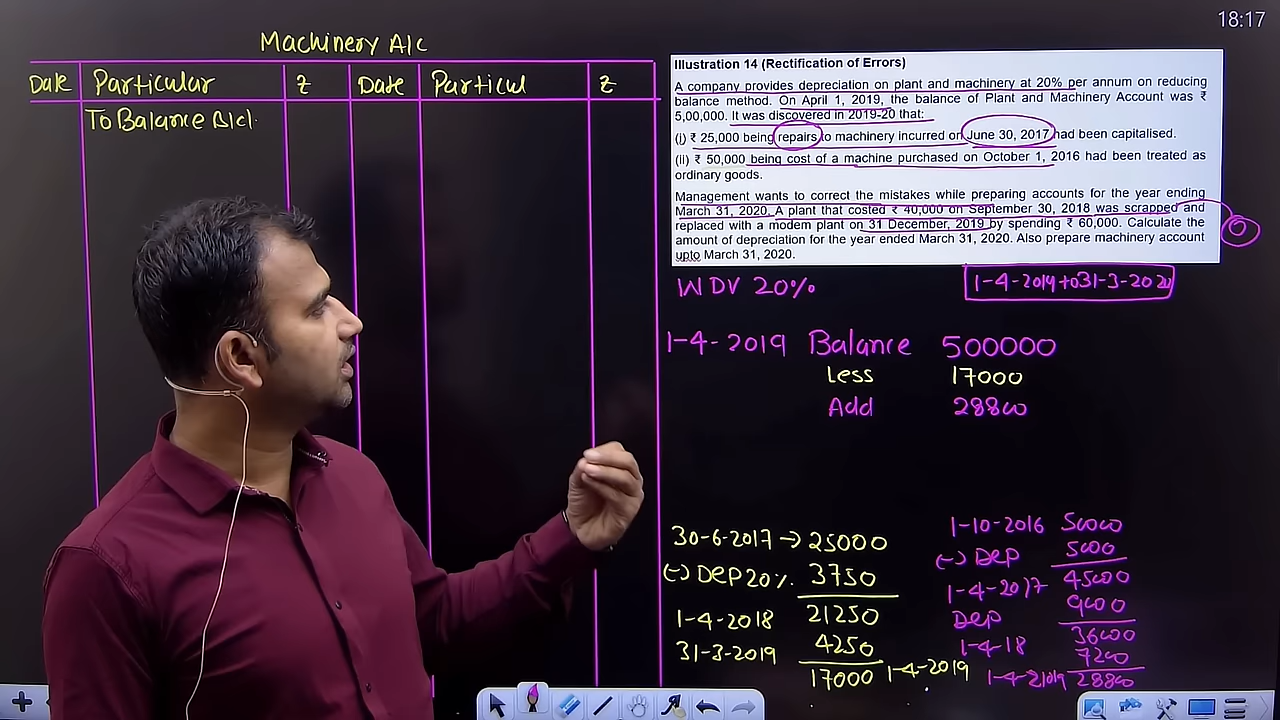 18:17
Machinery A/c
Date Particular ₹ Date Particul ₹
To Balance B/d.
Illustration 14 (Rectification of Errors)
A company provides depreciation on plant and machinery at 20% per annum on reducing
balance method. On April 1, 2019, the balance of Plant and Machinery Account was ₹
5,00,000. It was discovered in 2019-20 that:
(i) ₹ 25,000 being repairs to machinery incurred on June 30, 2017 had been capitalised.
(ii) ₹ 50,000 being cost of a machine purchased on October 1, 2016 had been treated as
ordinary goods.
Management wants to correct the mistakes while preparing accounts for the year ending
March 31, 2020. A plant that costed ₹ 40,000 on September 30, 2018 was scrapped and
replaced with a modem plant on 31 December, 2019 by spending ₹ 60,000. Calculate the
amount of depreciation for the year ended March 31, 2020. Also prepare machinery account
upto March 31, 2020.
WDV 20%
1-4-2019 to 31-3-2020
1-4-2019 Balance 500000
Less 17000
Add 28800
30-6-2017 → 25000
(-) DEP 20%. 3750
1-4-2018 21250
31-3-2019 4250
17000 1-4-2019
1-10-2016 50000
(-) DEP 5000
1-4-2017 45000
DEP 9000
1-4-18 36000
7200
1-4-2019 28800